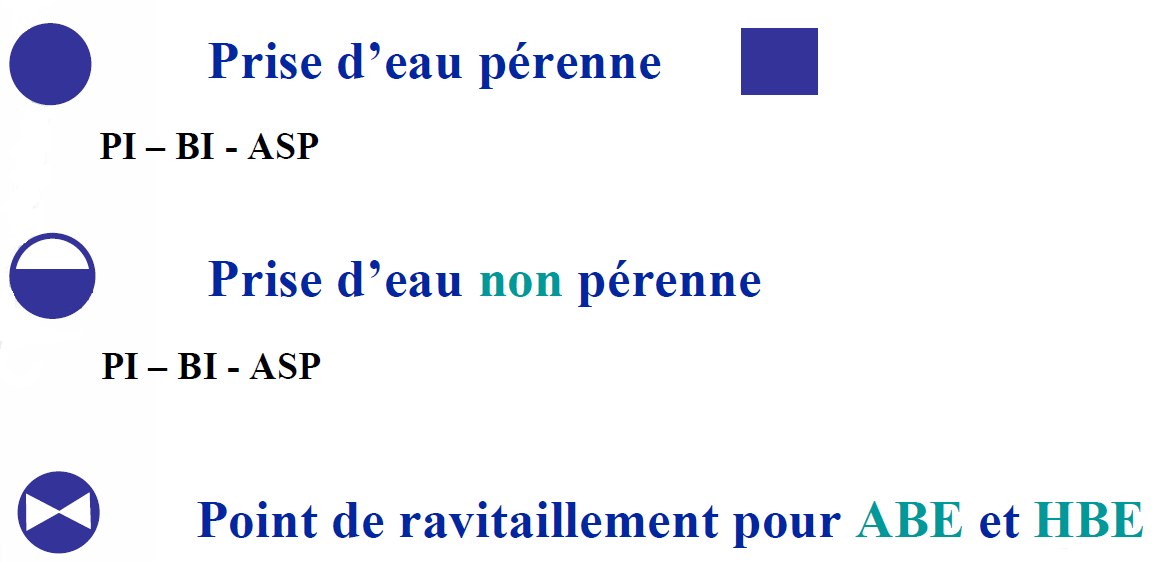 Prise d’eau pérenne
PI – BI - ASP
Prise d’eau non pérenne
PI – BI - ASP
Point de ravitaillement pour ABE et HBE